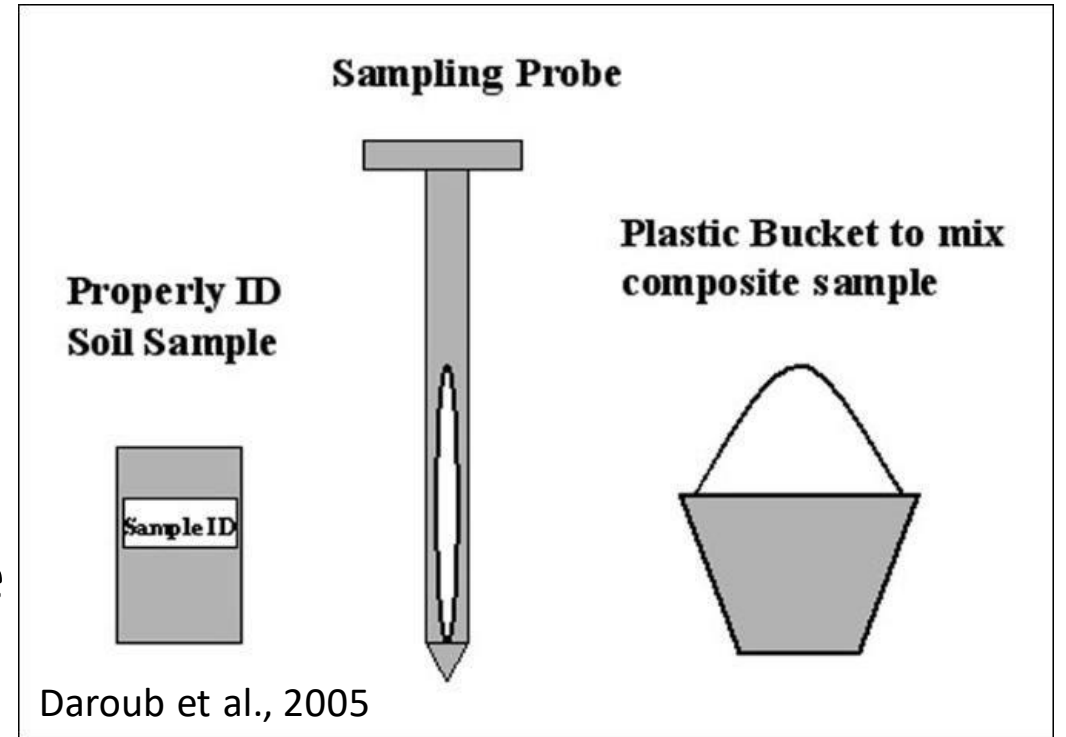 Sampling Probe
Plastic Bucket to mix
composite sample
Properly ID
Soil Sample
Sample ID
Daroub et al., 2005